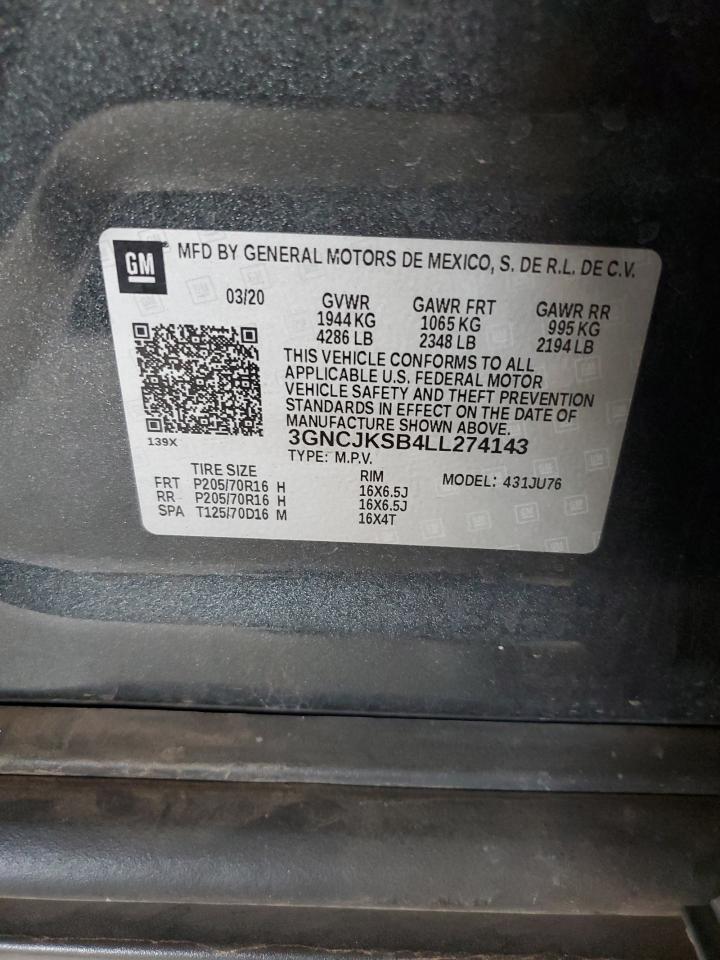 GM
MFD BY GENERAL MOTORS DE MEXICO, S. DE R.L. DE C.V.
03/20 GVWR GAWR FRT GAWR RR
1944 KG 1065 KG 995 KG
4286 LB 2348 LB 2194 LB
THIS VEHICLE CONFORMS TO ALL
APPLICABLE U.S. FEDERAL MOTOR
VEHICLE SAFETY AND THEFT PREVENTION
STANDARDS IN EFFECT ON THE DATE OF
MANUFACTURE SHOWN ABOVE.
139X 3GNCJKSB4LL274143
TYPE: M.P.V.
TIRE SIZE RIM MODEL: 431JU76
FRT P205/70R16 H 16X6.5J
RR P205/70R16 H 16X6.5J
SPA T125/70D16 M 16X4T